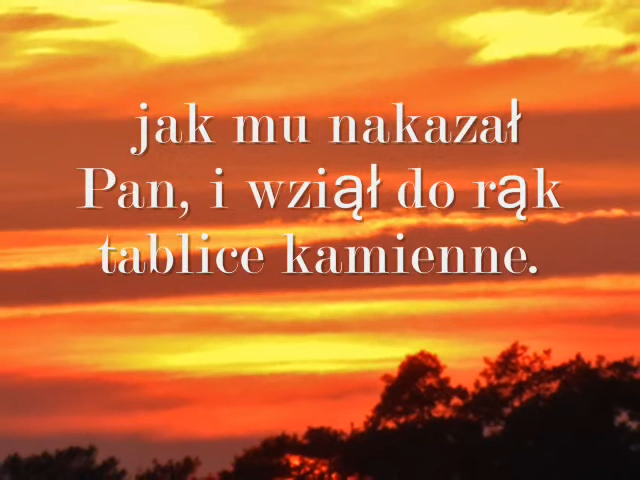 jak mu nakazał
Pan, i wziął do rąk
tablice kamienne.